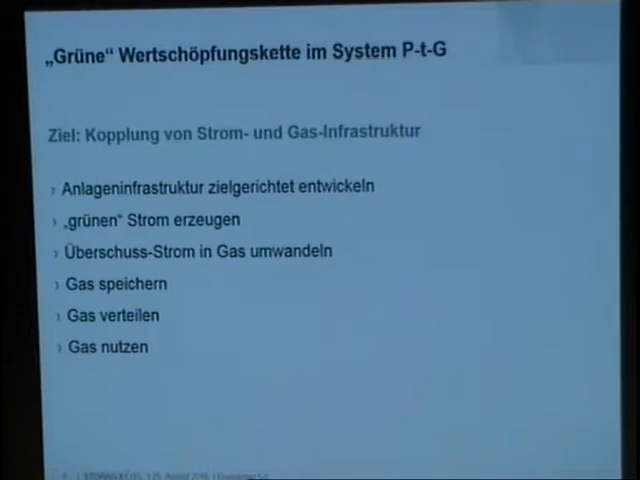 „Grüne“ Wertschöpfungskette im System P-t-G
Ziel: Kopplung von Strom- und Gas-Infrastruktur
› Anlageninfrastruktur zielgerichtet entwickeln
› „grünen“ Strom erzeugen
› Überschuss-Strom in Gas umwandeln
› Gas speichern
› Gas verteilen
› Gas nutzen